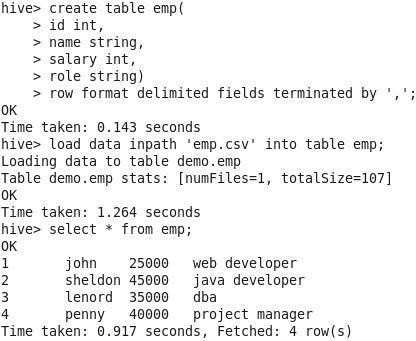 hive> create table emp(
    > id int,
    > name string,
    > salary int,
    > role string)
    > row format delimited fields terminated by ',';
OK
Time taken: 0.143 seconds
hive> load data inpath 'emp.csv' into table emp;
Loading data to table demo.emp
Table demo.emp stats: [numFiles=1, totalSize=107]
OK
Time taken: 1.264 seconds
hive> select * from emp;
OK
1       john    25000   web developer
2       sheldon 45000   java developer
3       lenord  35000   dba
4       penny   40000   project manager
Time taken: 0.917 seconds, Fetched: 4 row(s)